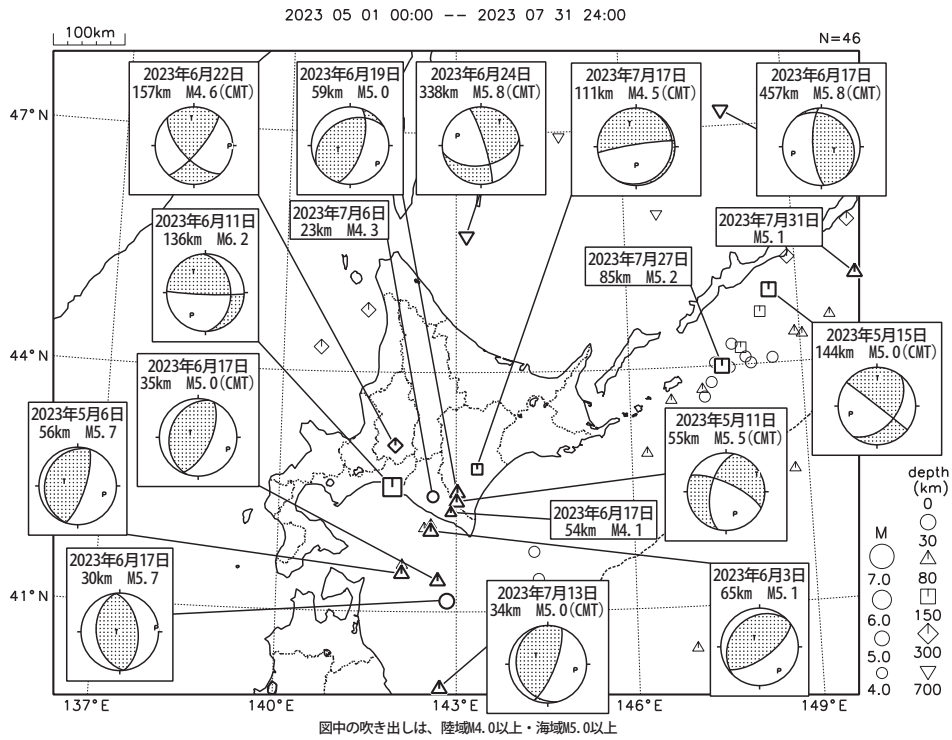 2023 05 01 00:00 -- 2023 07 31 24:00
100km
N=46
2023年6月22日
157km M4.6(CMT)
T
P
2023年6月19日
59km M5.0
T
P
2023年6月24日
338km M5.8(CMT)
P
T
2023年7月17日
111km M4.5(CMT)
T
P
2023年6月17日
457km M5.8(CMT)
P
T
47°N
2023年6月11日
136km M6.2
T
P
2023年7月6日
23km M4.3
2023年7月31日
M5.1
2023年7月27日
85km M5.2
44°N
2023年5月15日
144km M5.0(CMT)
T
P
2023年6月17日
35km M5.0(CMT)
T
P
2023年5月6日
56km M5.7
T
P
2023年5月11日
55km M5.5(CMT)
T
P
2023年6月17日
54km M4.1
2023年6月17日
30km M5.7
T
P
41°N
2023年7月13日
34km M5.0(CMT)
T
P
2023年6月3日
65km M5.1
T
P
M
7.0
6.0
5.0
4.0
depth
(km)
0
30
80
150
300
700
137°E
140°E
143°E
146°E
149°E
図中の吹き出しは、陸域M4.0以上・海域M5.0以上